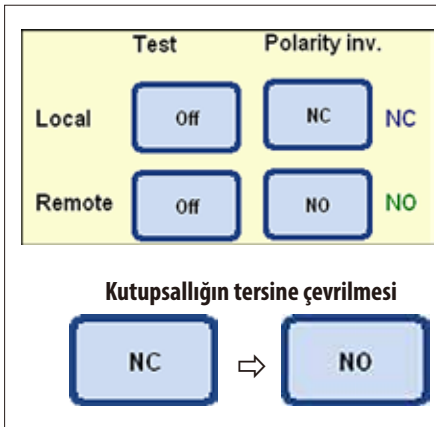 Test Polarity inv.
Local Off NC NC
Remote Off NO NO
Kutupsallığın tersine çevrilmesi
NC ⇨ NO